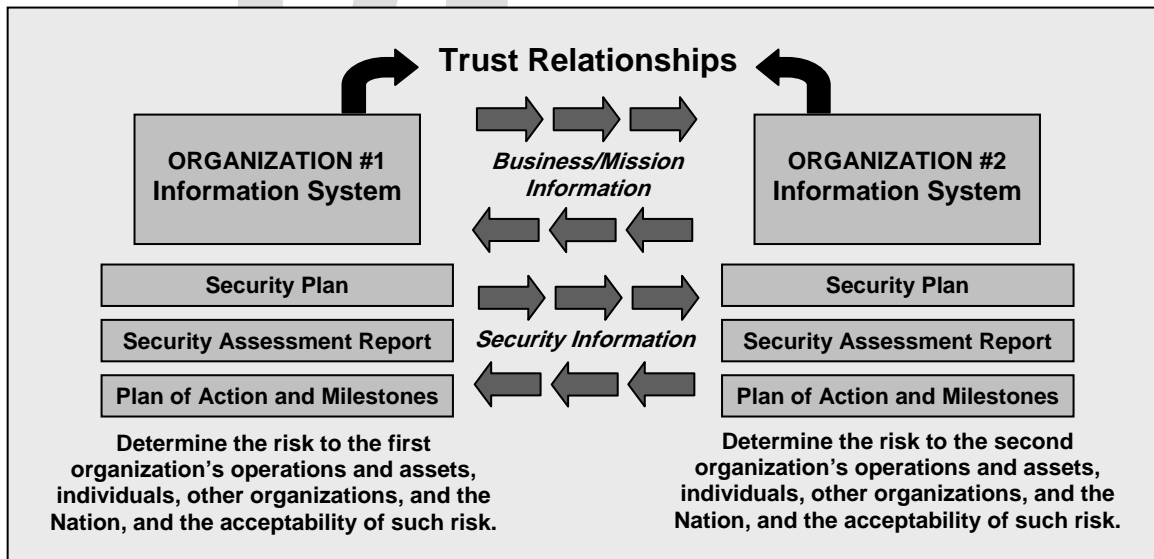 Trust Relationships
ORGANIZATION #1
Information System
Business/Mission
Information
ORGANIZATION #2
Information System
Security Plan
Security Assessment Report
Plan of Action and Milestones
Security Information
Security Plan
Security Assessment Report
Plan of Action and Milestones
Determine the risk to the first
organization’s operations and assets,
individuals, other organizations, and the
Nation, and the acceptability of such risk.
Determine the risk to the second
organization’s operations and assets,
individuals, other organizations, and the
Nation, and the acceptability of such risk.